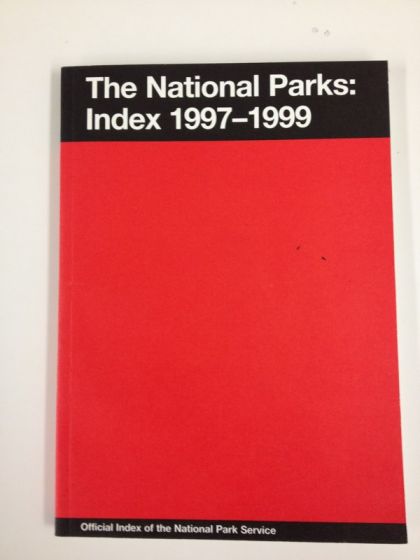 The National Parks:
Index 1997–1999
Official Index of the National Park Service